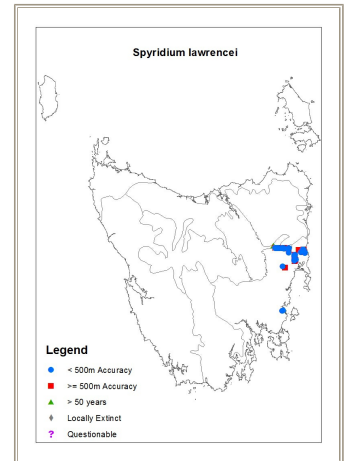 Spyridium lawrencei
Legend
< 500m Accuracy
>= 500m Accuracy
> 50 years
Locally Extinct
? Questionable